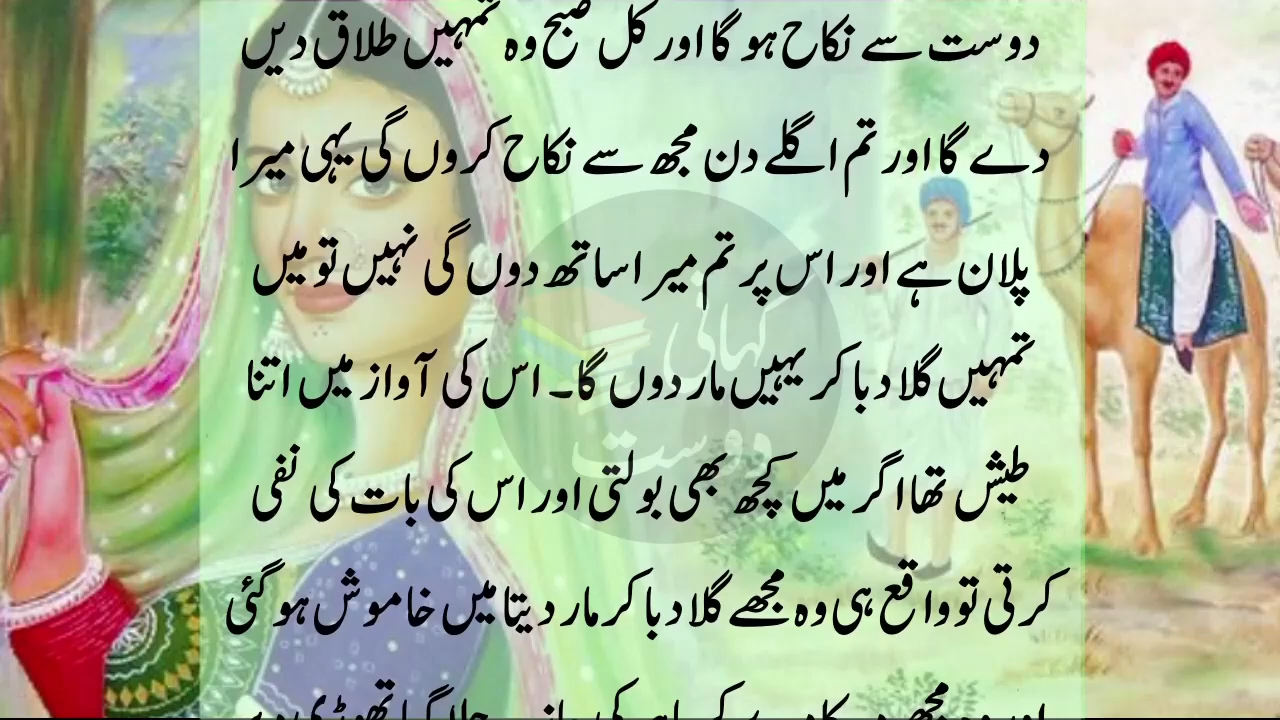 دوست سے نکاح ہو گا اور کل صبح وہ تمہیں طلاق دیں
دے گا اور تم اگلے دن مجھ سے نکاح کروں گی یہی میرا
پلان ہے اور اس پر تم میرا ساتھ دوں گی نہیں تو میں
تمہیں گلا دبا کر یہیں مار دوں گا۔ اس کی آواز میں اتنا
طیش تھا اگر میں کچھ بھی بولتی اور اس کی بات کی نفی
کرتی تو واقع ہی وہ مجھے گلا دبا کر مار دیتا میں خاموش ہو گئی
کہانی
دوست